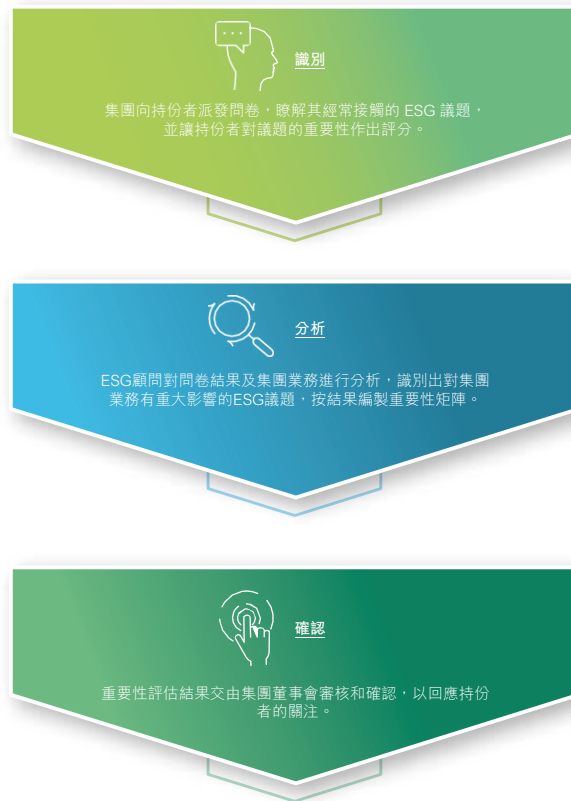 識別
集團向持份者派發問卷，瞭解其經常接觸的 ESG 議題，
並讓持份者對議題的重要性作出評分。
分析
ESG顧問對問卷結果及集團業務進行分析，識別出對集團
業務有重大影響的ESG議題，按結果編製重要性矩陣。
確認
重要性評估結果交由集團董事會審核和確認，以回應持份
者的關注。